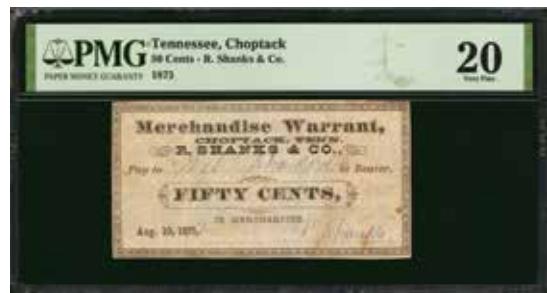 PMG
PAPER MONEY GUARANTY
Tennessee, Choptack
50 Cents - R. Shanks & Co.
1875
20
Very Fine
Merchandise Warrant,
CHOPTACK, TENN.
R. SHANKS & CO.,
Pay to or Bearer,
FIFTY CENTS,
IN MERCHANDISE
Aug. 10, 1875. Shanks